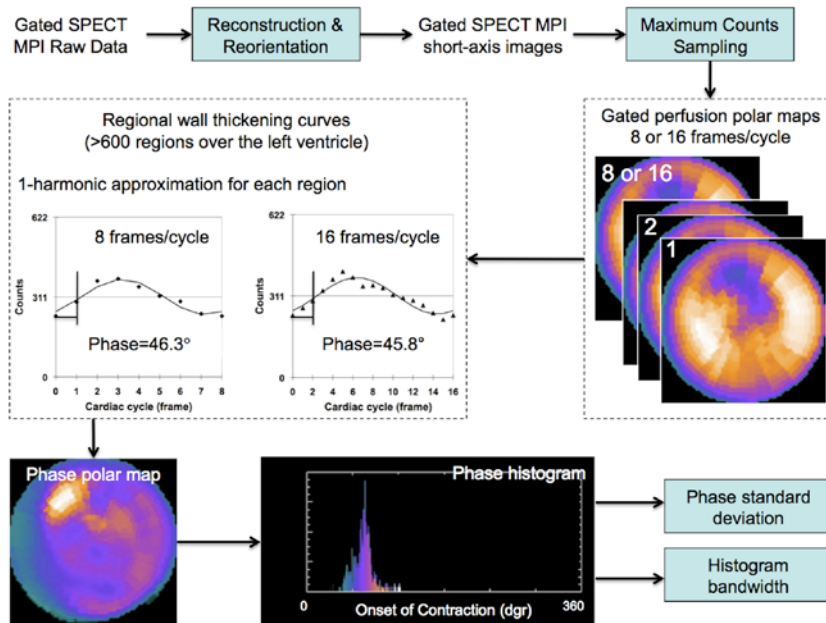 Gated SPECT
MPI Raw Data
Reconstruction &
Reorientation
Gated SPECT MPI
short-axis images
Maximum Counts
Sampling
Regional wall thickening curves
(>600 regions over the left ventricle)
1-harmonic approximation for each region
622
8 frames/cycle
Counts
311
Phase=46.3°
0
0 1 2 3 4 5 6 7 8
Cardiac cycle (frame)
622
16 frames/cycle
Counts
311
Phase=45.8°
0
0 2 4 6 8 10 12 14 16
Cardiac cycle (frame)
Gated perfusion polar maps
8 or 16 frames/cycle
8 or 16
2
1
Phase polar map
Phase histogram
0
360
Onset of Contraction (dgr)
Phase standard
deviation
Histogram
bandwidth